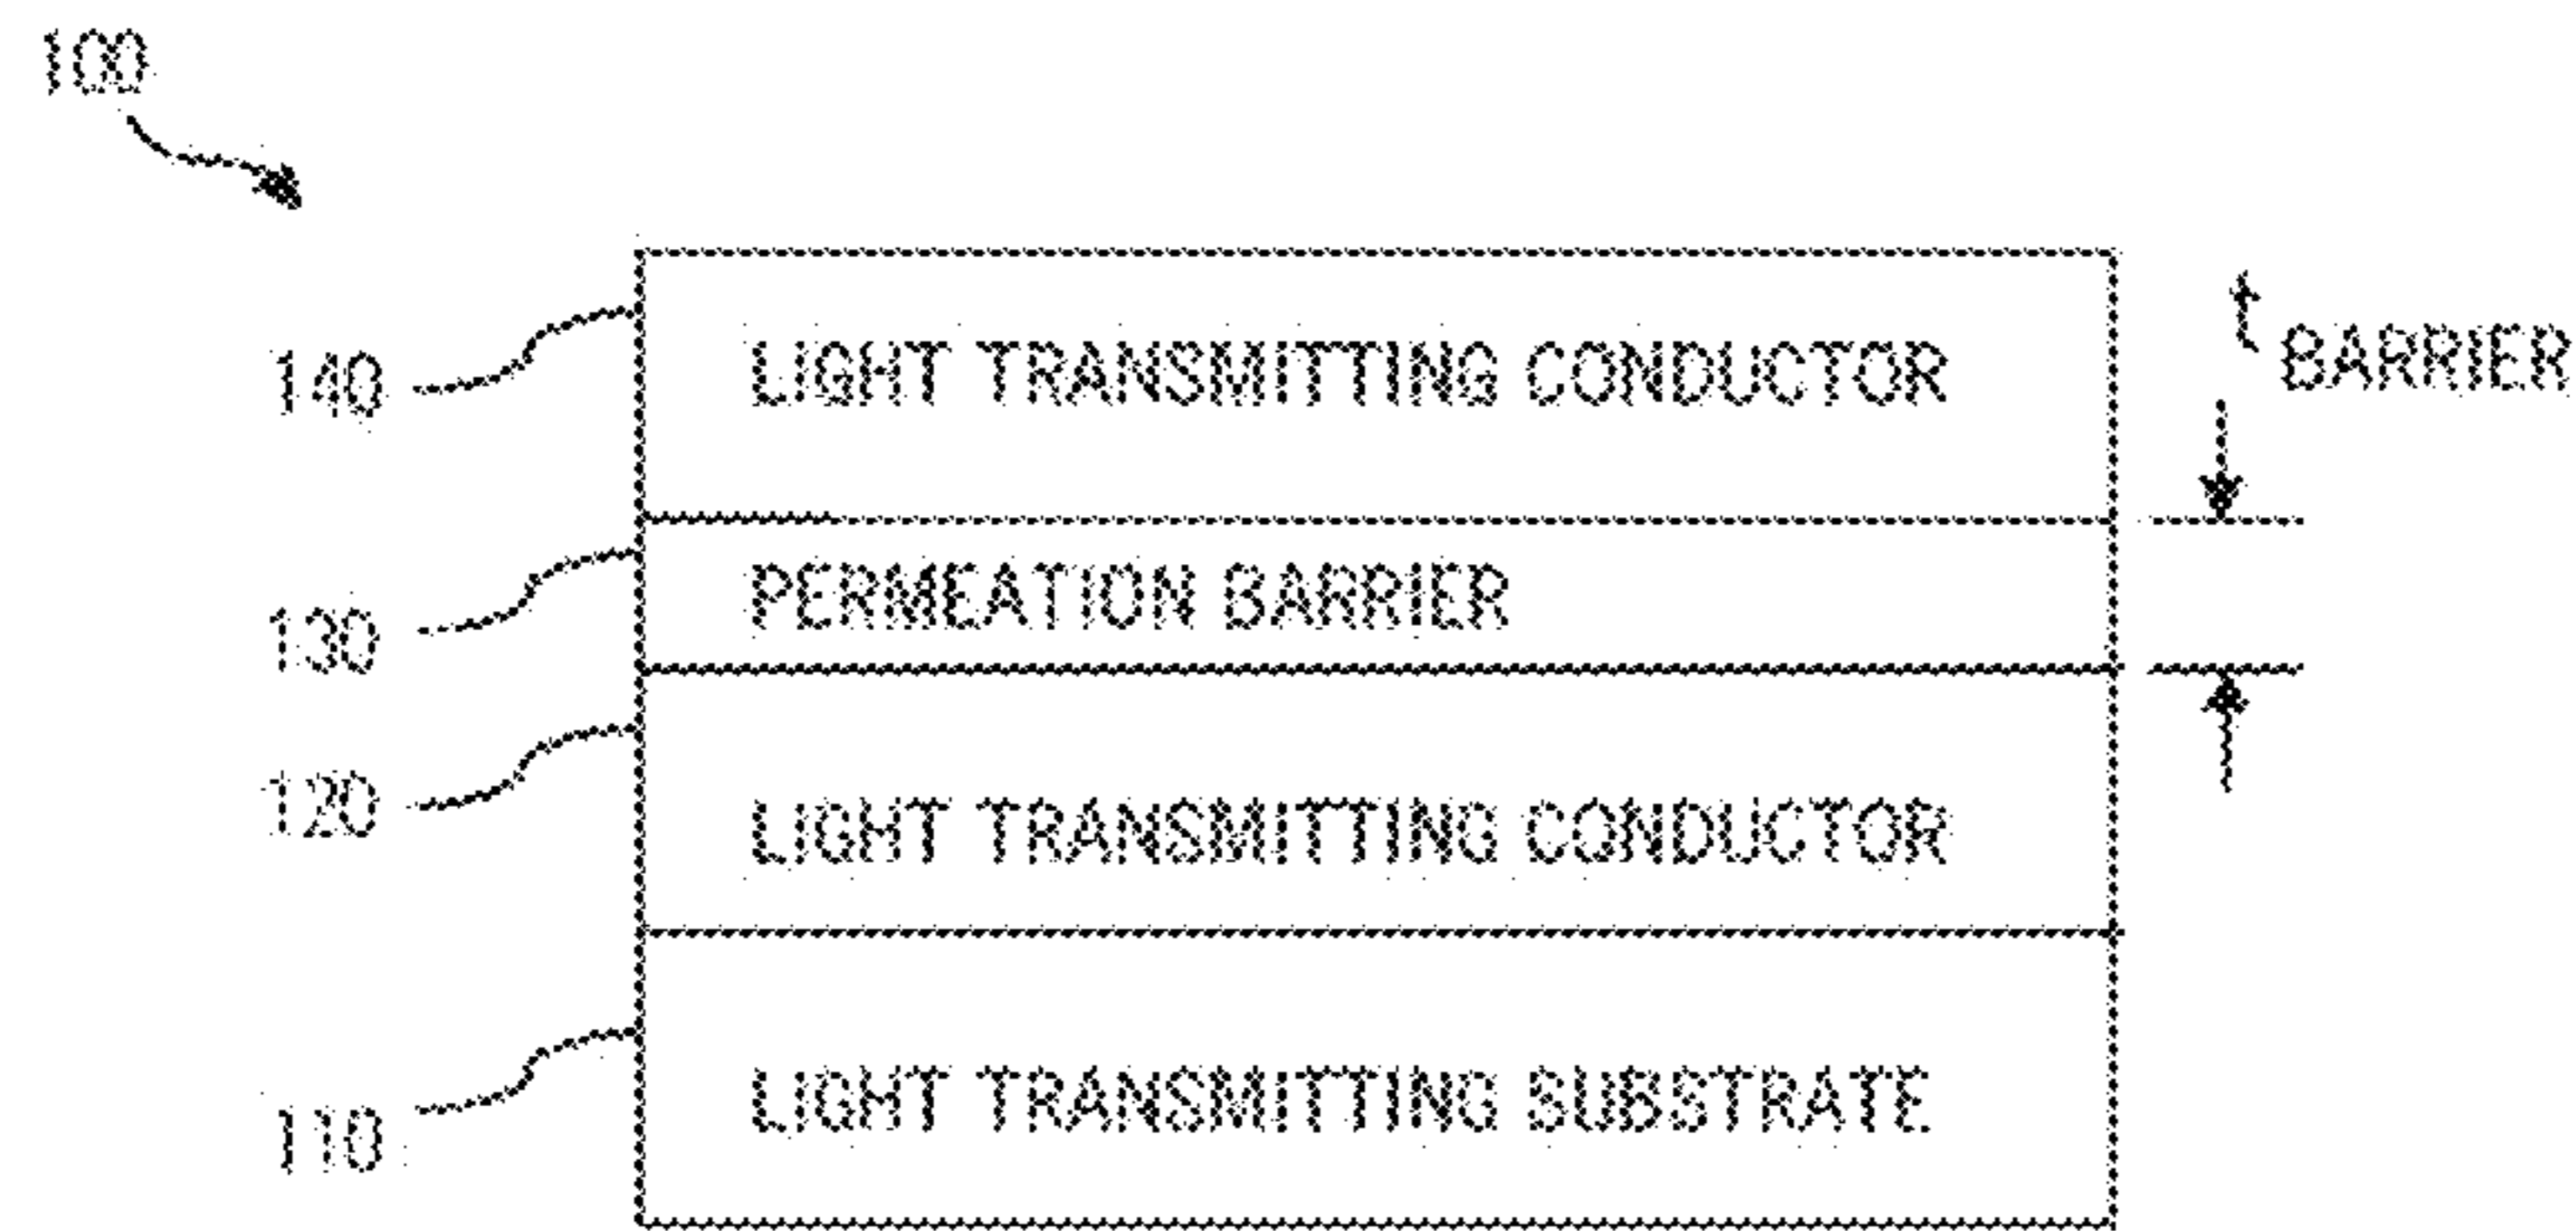 100
140
LIGHT TRANSMITTING CONDUCTOR
t BARRIER
130
PERMEATION BARRIER
120
LIGHT TRANSMITTING CONDUCTOR
110
LIGHT TRANSMITTING SUBSTRATE